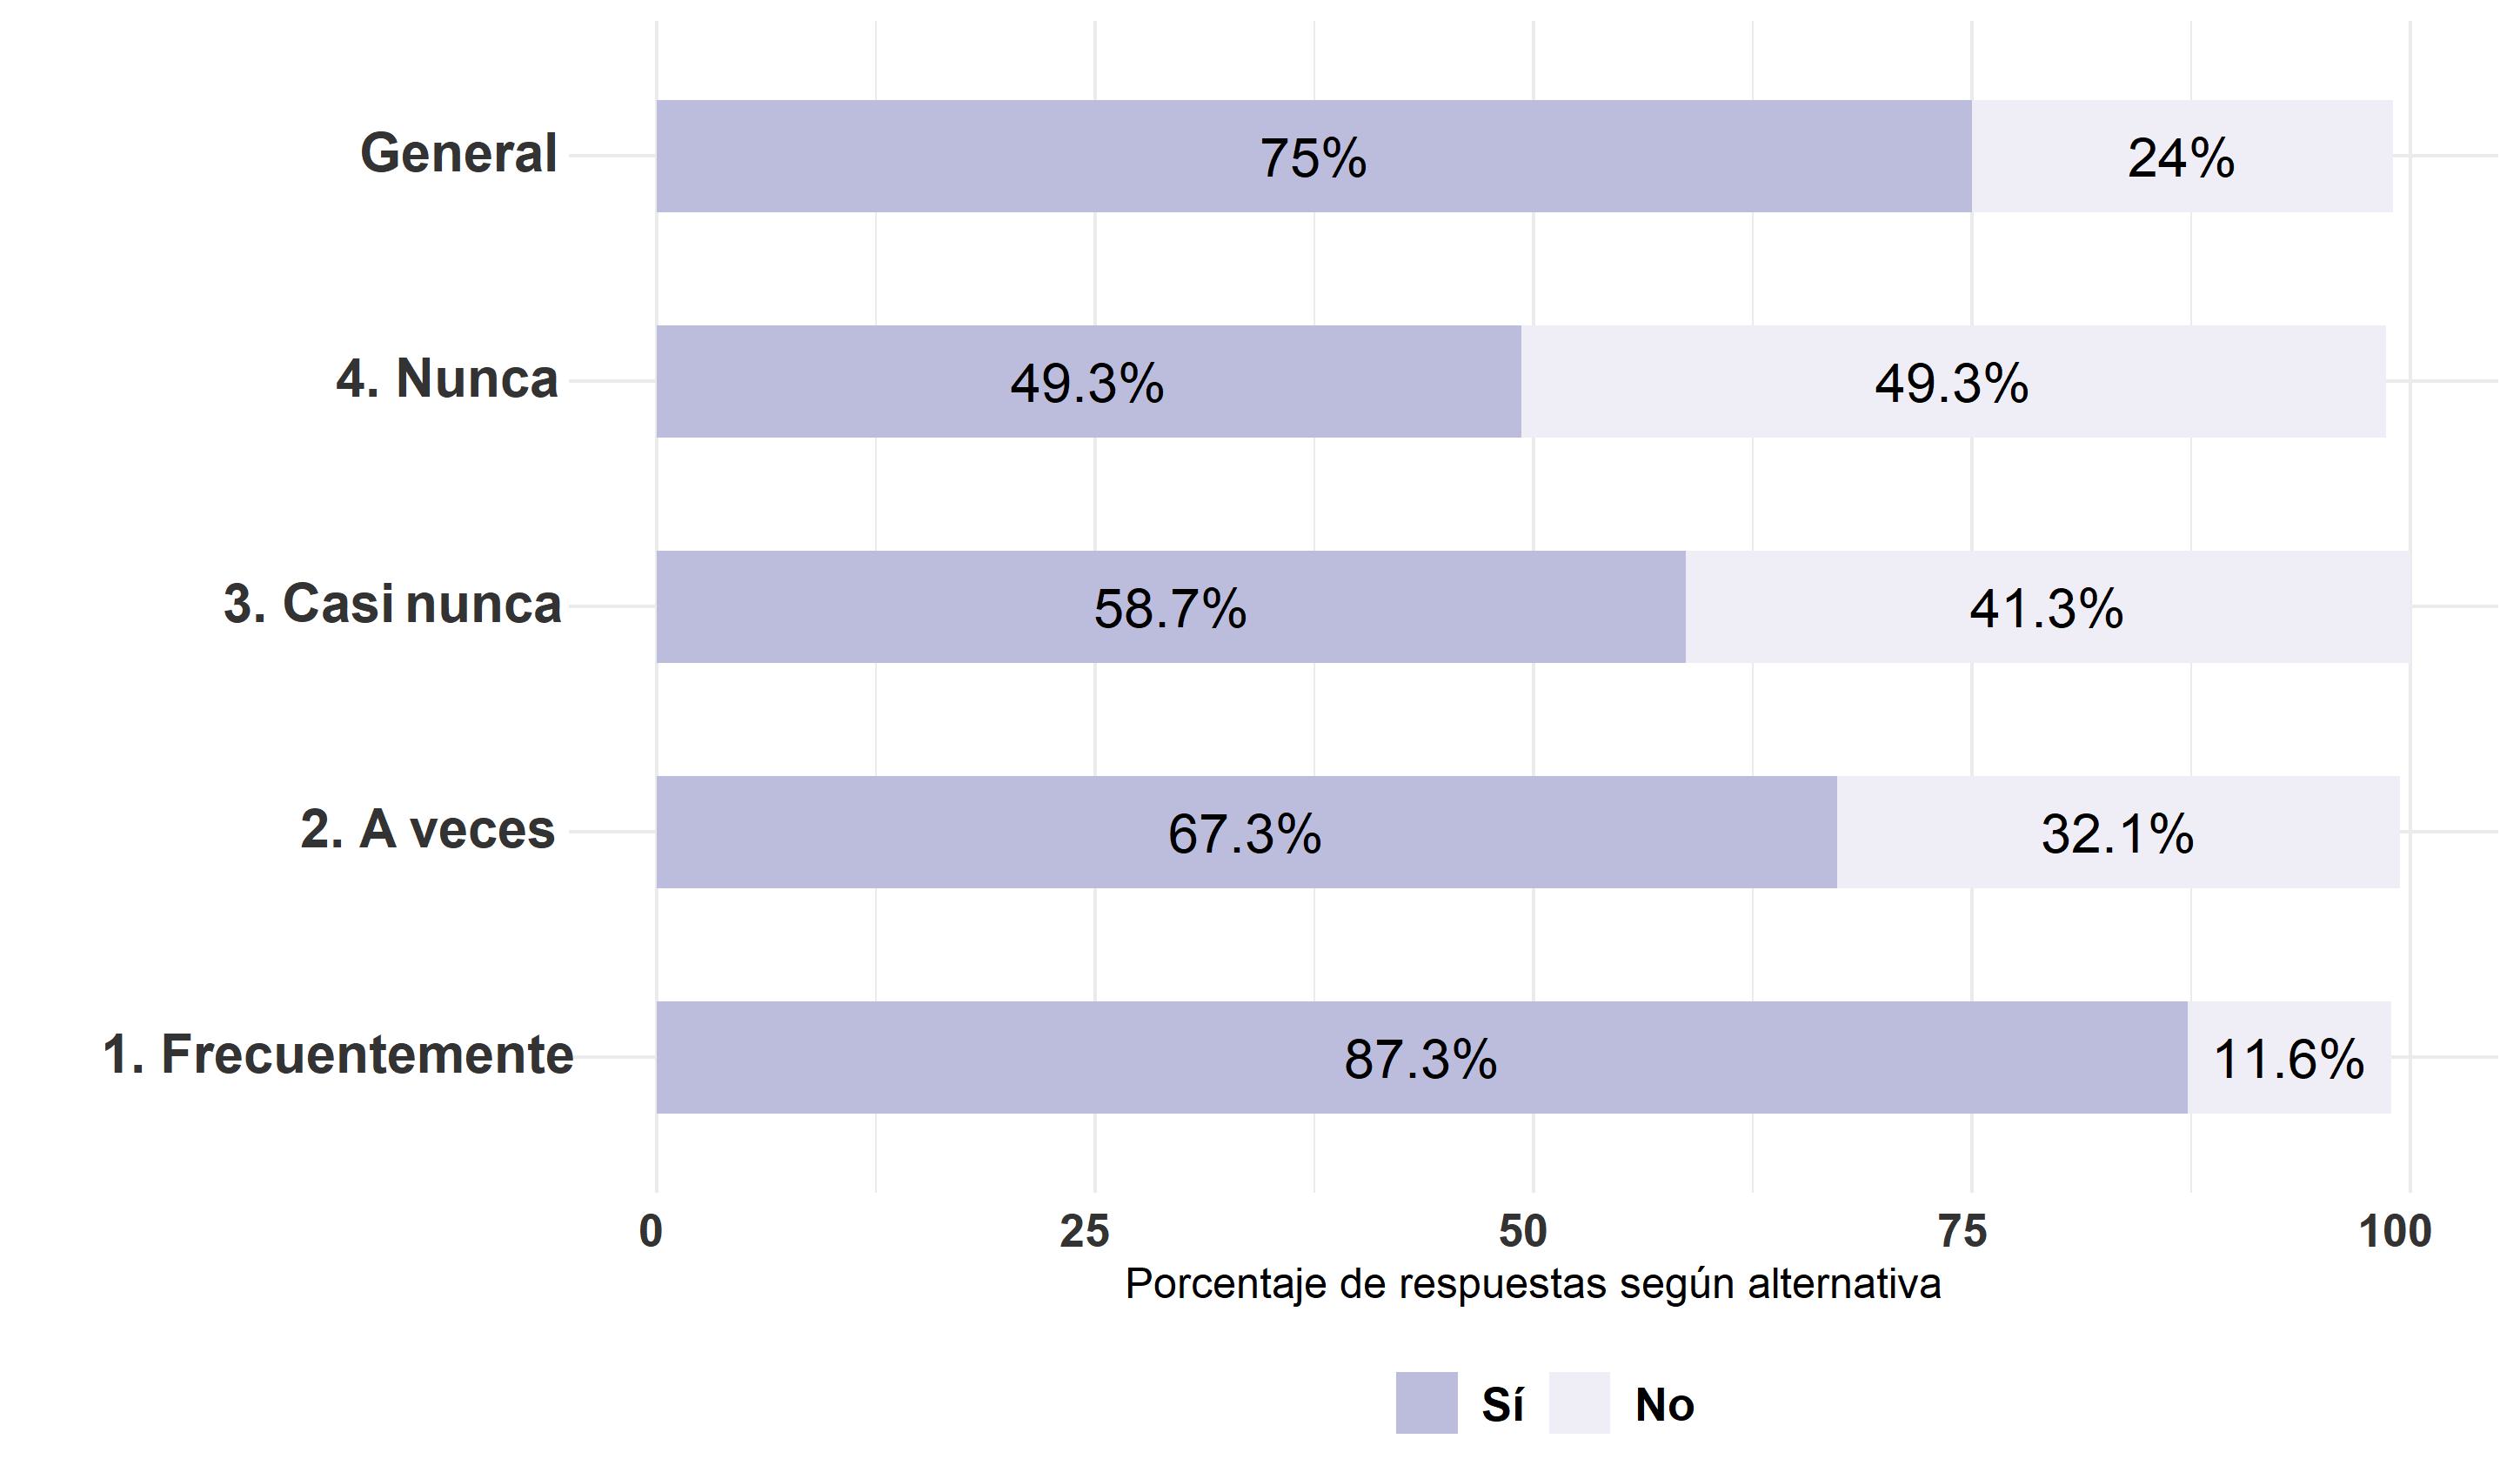 General 75% 24%
4. Nunca 49.3% 49.3%
3. Casi nunca 58.7% 41.3%
2. A veces 67.3% 32.1%
1. Frecuentemente 87.3% 11.6%
0 25 50 75 100
Porcentaje de respuestas según alternativa
Sí No